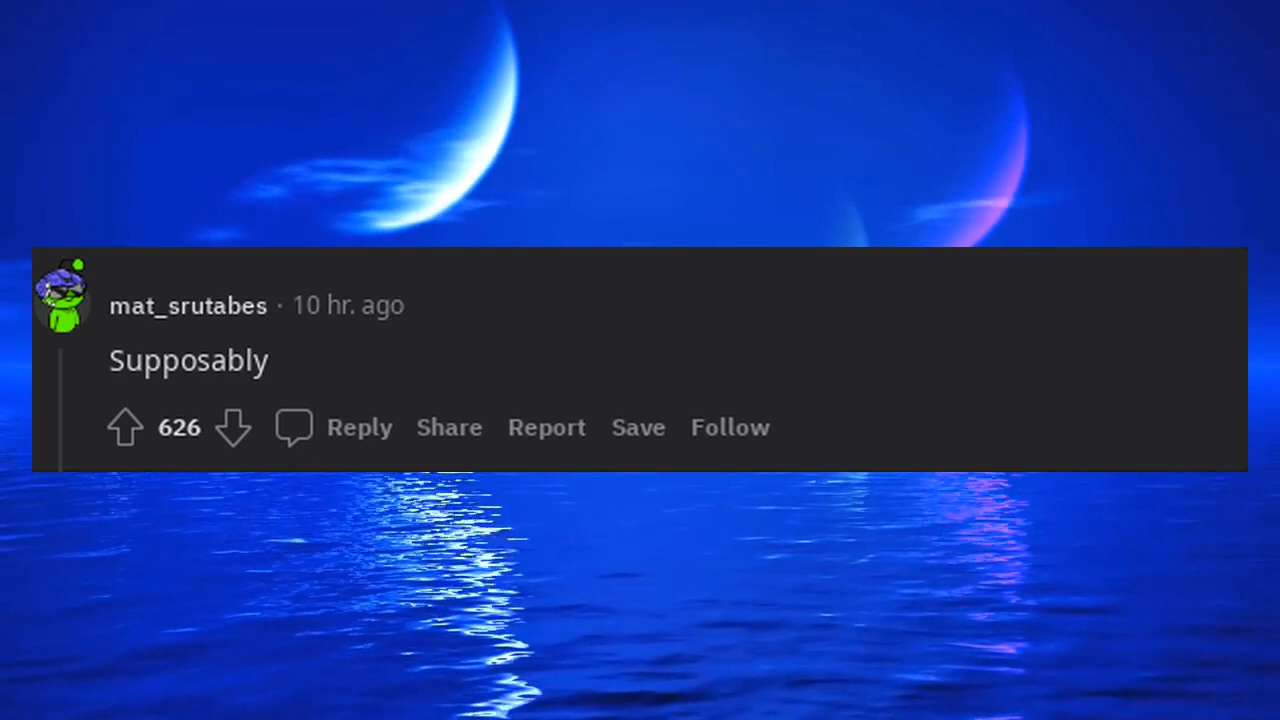 mat_srutabes · 10 hr. ago
Supposably
626 Reply Share Report Save Follow